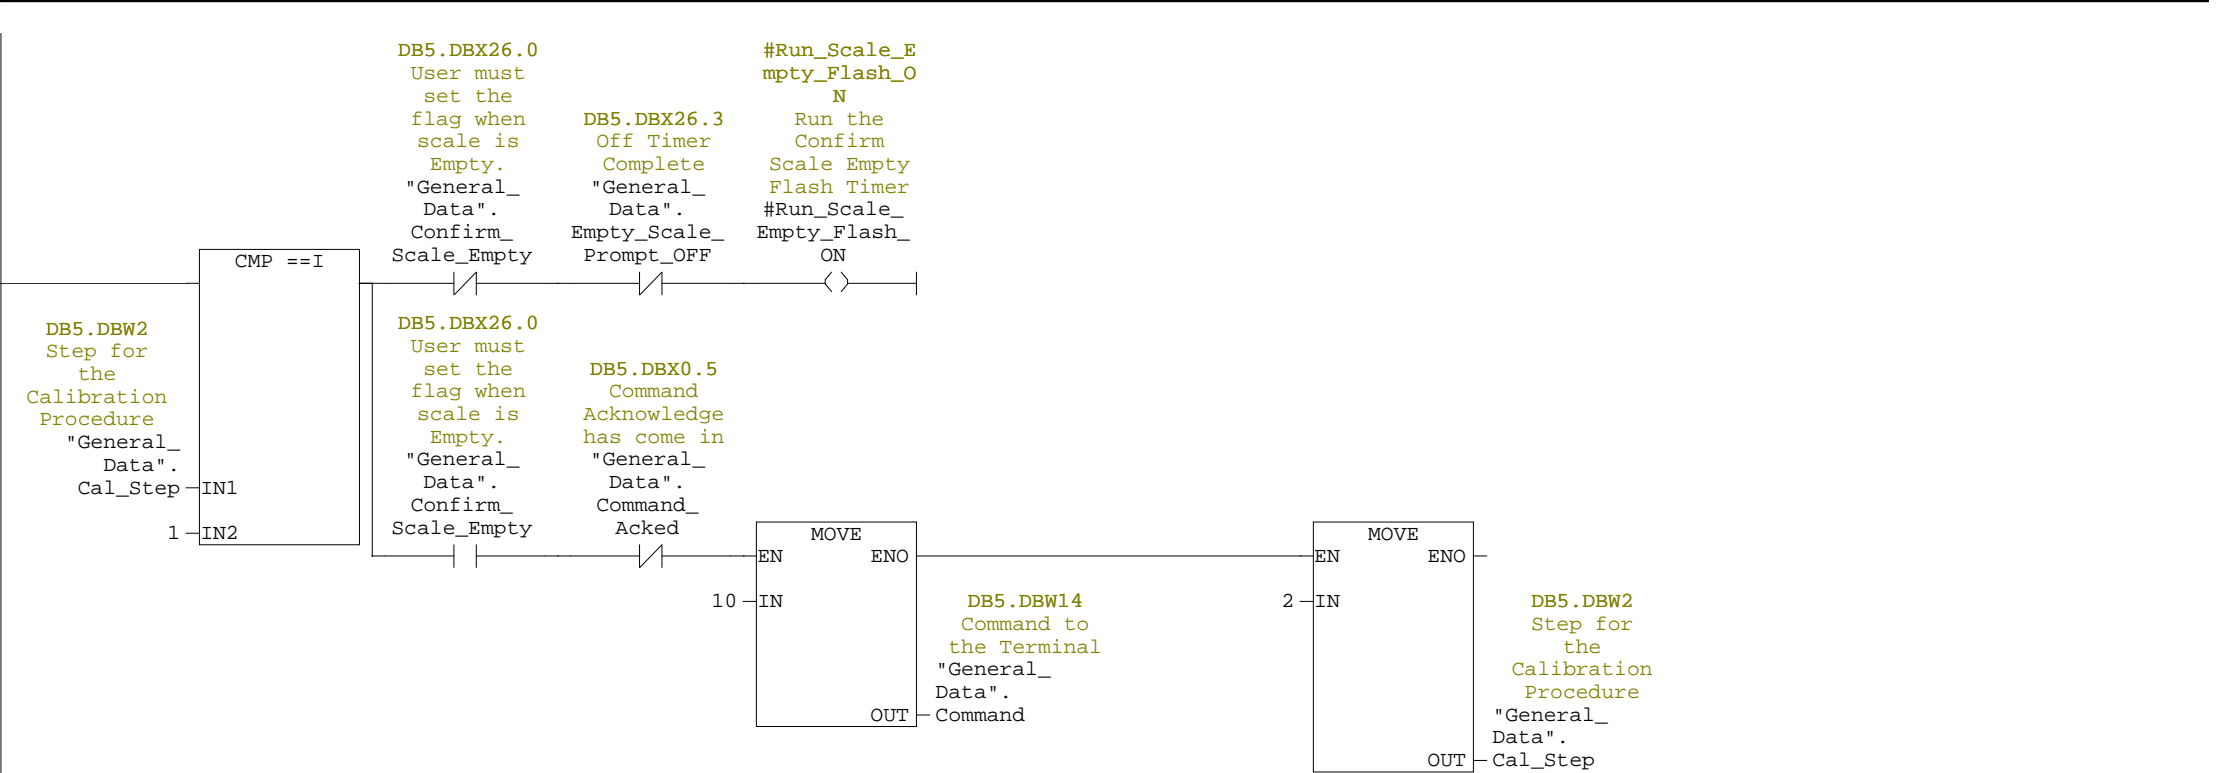 DB5.DBX26.0
User must
set the
flag when
scale is
Empty.
"General_
Data".
Confirm_
Scale_Empty
DB5.DBX26.3
Off Timer
Complete
"General_
Data".
Empty_Scale_
Prompt_OFF
#Run_Scale_E
mpty_Flash_O
N
Run the
Confirm
Scale Empty
Flash Timer
#Run_Scale_
Empty_Flash_
ON
CMP ==I
DB5.DBW2
Step for
the
Calibration
Procedure
"General_
Data".
Cal_Step
IN1
1
IN2
DB5.DBX26.0
User must
set the
flag when
scale is
Empty.
"General_
Data".
Confirm_
Scale_Empty
DB5.DBX0.5
Command
Acknowledge
has come in
"General_
Data".
Command_
Acked
MOVE
EN
ENO
10
IN
OUT
DB5.DBW14
Command to
the Terminal
"General_
Data".
Command
MOVE
EN
ENO
2
IN
OUT
DB5.DBW2
Step for
the
Calibration
Procedure
"General_
Data".
Cal_Step